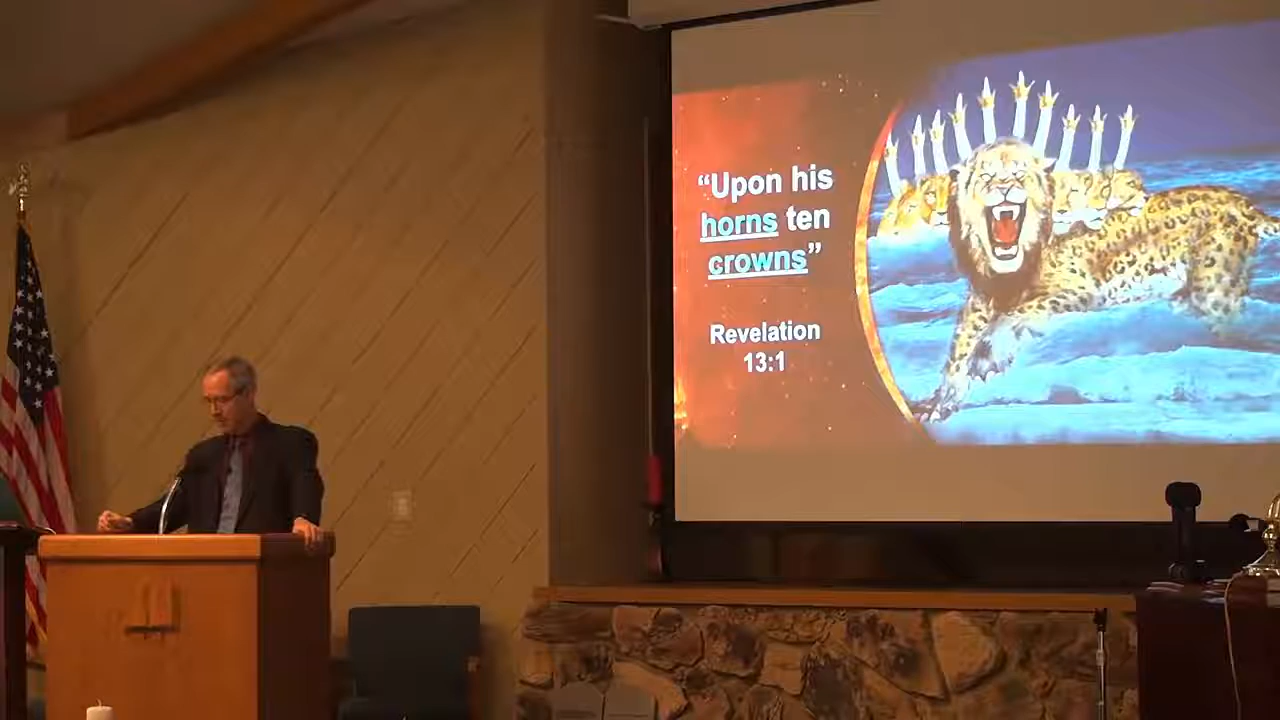 “Upon his
horns ten
crowns”
Revelation
13:1